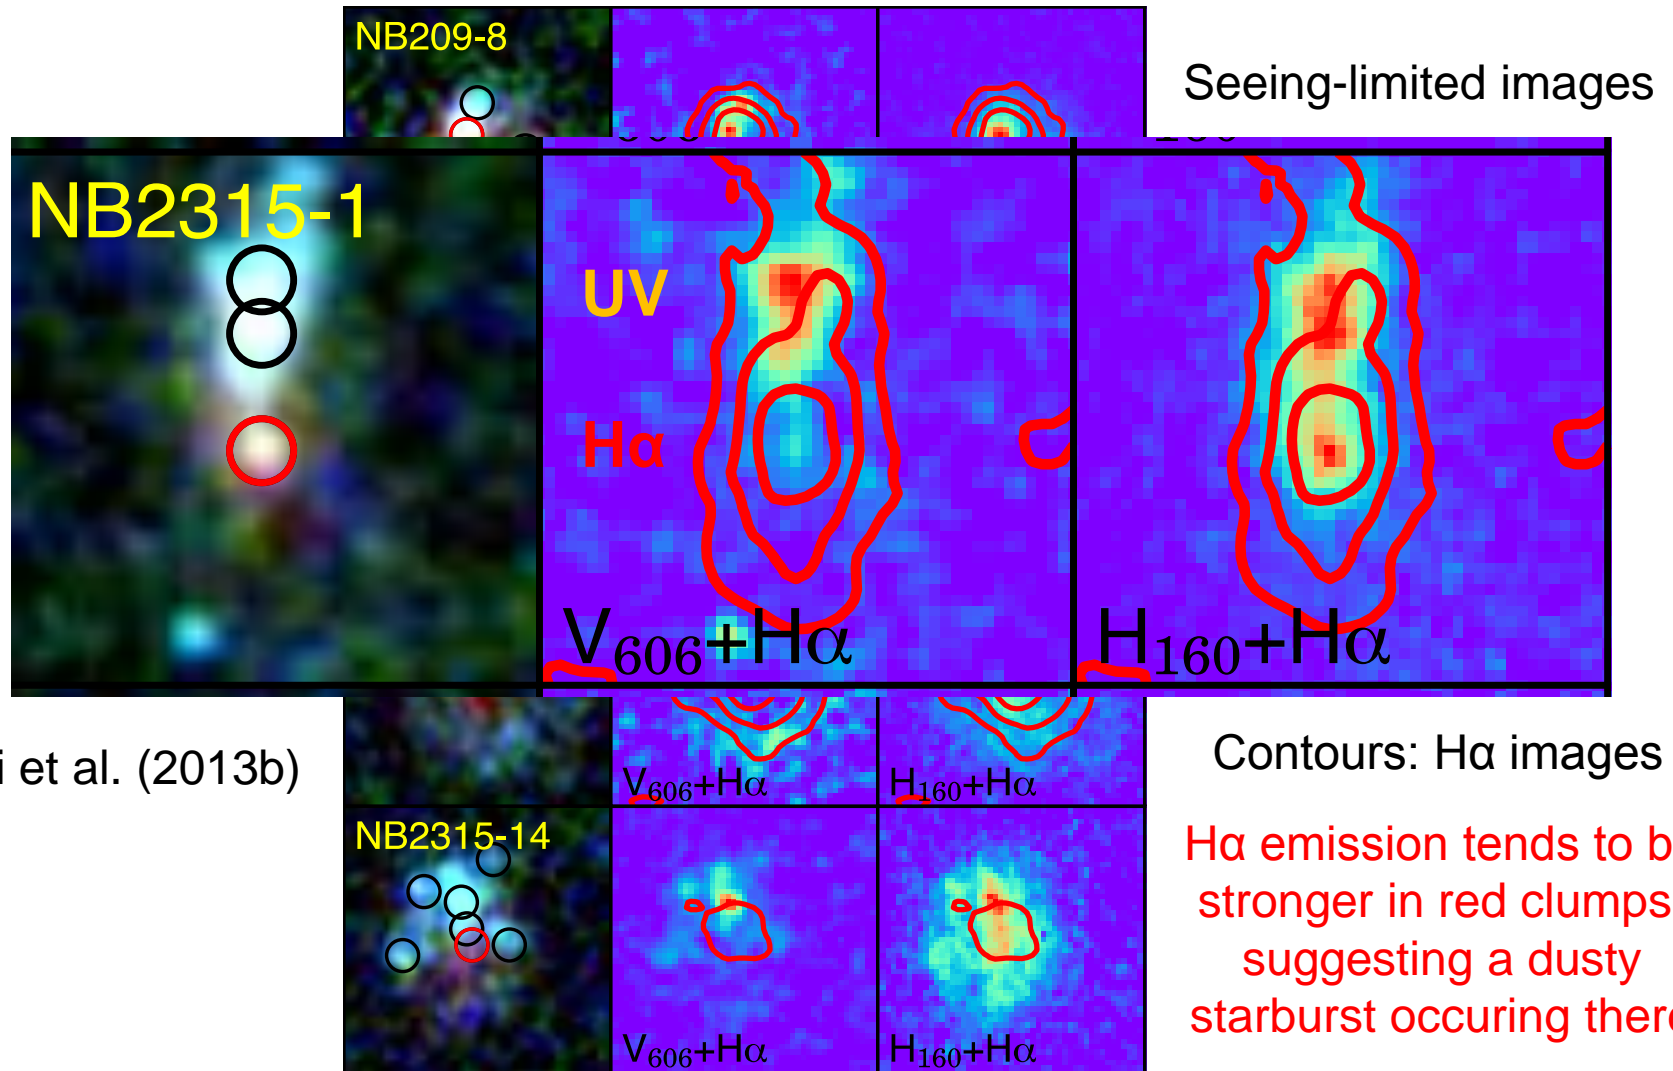 NB209-8
Seeing-limited images
NB2315-1
UV
Hα
V606+Hα
H160+Hα
i et al. (2013b)
Contours: Hα images
V606+Hα
H160+Hα
NB2315-14
Hα emission tends to b
stronger in red clumps
suggesting a dusty
starburst occuring there
V606+Hα
H160+Hα